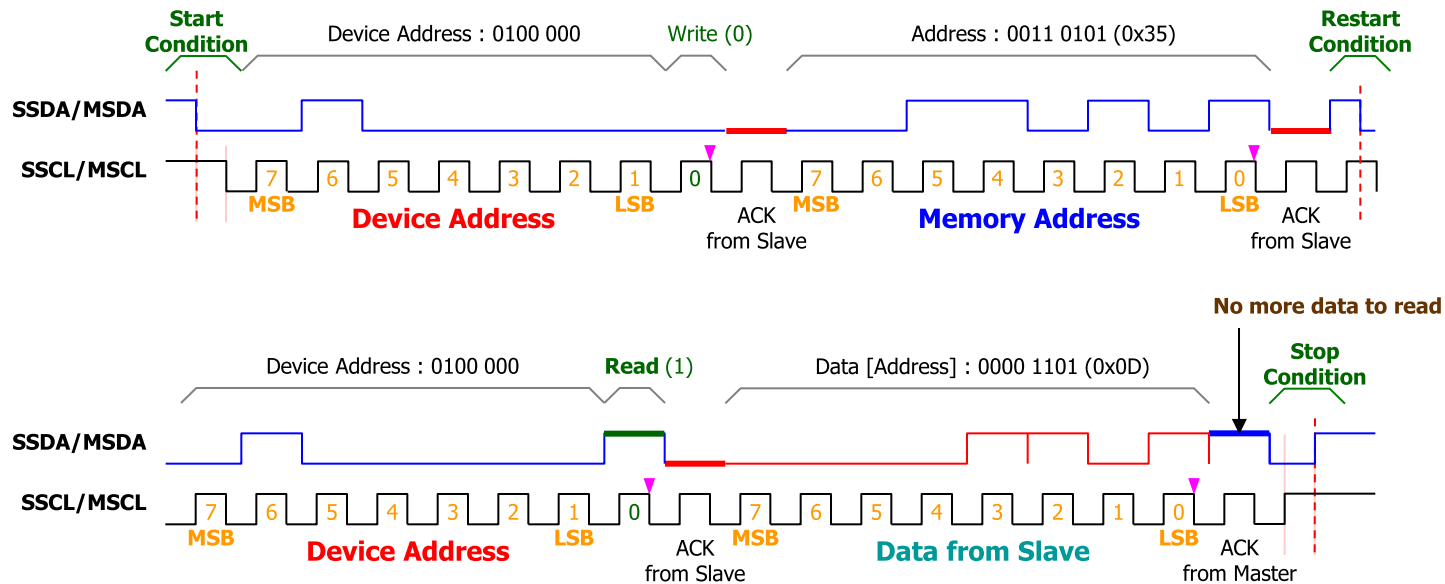 Start
Condition
Device Address : 0100 000
Write (0)
Address : 0011 0101 (0x35)
Restart
Condition
SSDA/MSDA
SSCL/MSCL
7 6 5 4 3 2 1 0 7 6 5 4 3 2 1 0
MSB LSB MSB LSB
Device Address
ACK
from Slave
Memory Address
ACK
from Slave
No more data to read
Device Address : 0100 000
Read (1)
Data [Address] : 0000 1101 (0x0D)
Stop
Condition
SSDA/MSDA
SSCL/MSCL
7 6 5 4 3 2 1 0 7 6 5 4 3 2 1 0
MSB LSB MSB LSB
Device Address
ACK
from Slave
Data from Slave
ACK
from Master